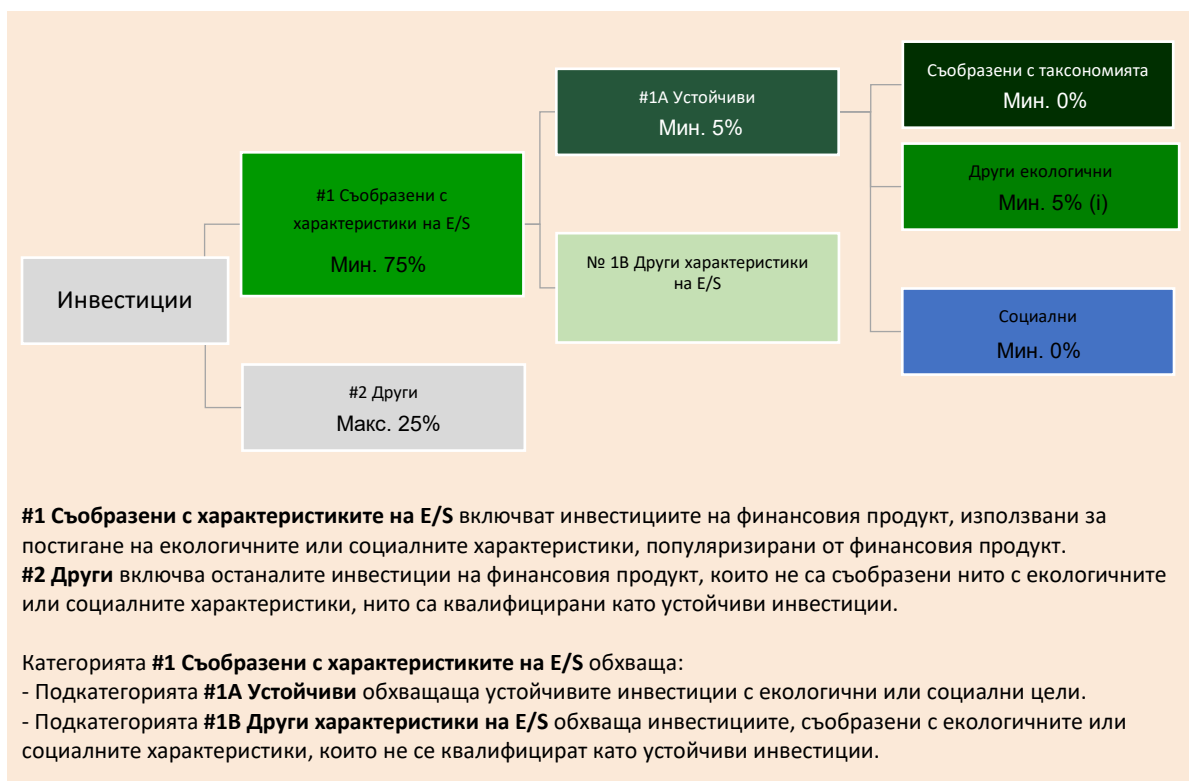 Инвестиции
#1 Съобразени с
характеристики на E/S
Мин. 75%
#2 Други
Макс. 25%
#1A Устойчиви
Мин. 5%
№ 1B Други характеристики
на E/S
Съобразени с таксономията
Мин. 0%
Други екологични
Мин. 5% (i)
Социални
Мин. 0%
#1 Съобразени с характеристиките на E/S включват инвестициите на финансовия продукт, използвани за
постигане на екологичните или социалните характеристики, популяризирани от финансовия продукт.
#2 Други включва останалите инвестиции на финансовия продукт, които не са съобразени нито с екологичните
или социалните характеристики, нито са квалифицирани като устойчиви инвестиции.
Категорията #1 Съобразени с характеристиките на E/S обхваща:
- Подкатегорията #1A Устойчиви обхващаща устойчивите инвестиции с екологични или социални цели.
- Подкатегорията #1B Други характеристики на E/S обхваща инвестициите, съобразени с екологичните или
социалните характеристики, които не се квалифицират като устойчиви инвестиции.